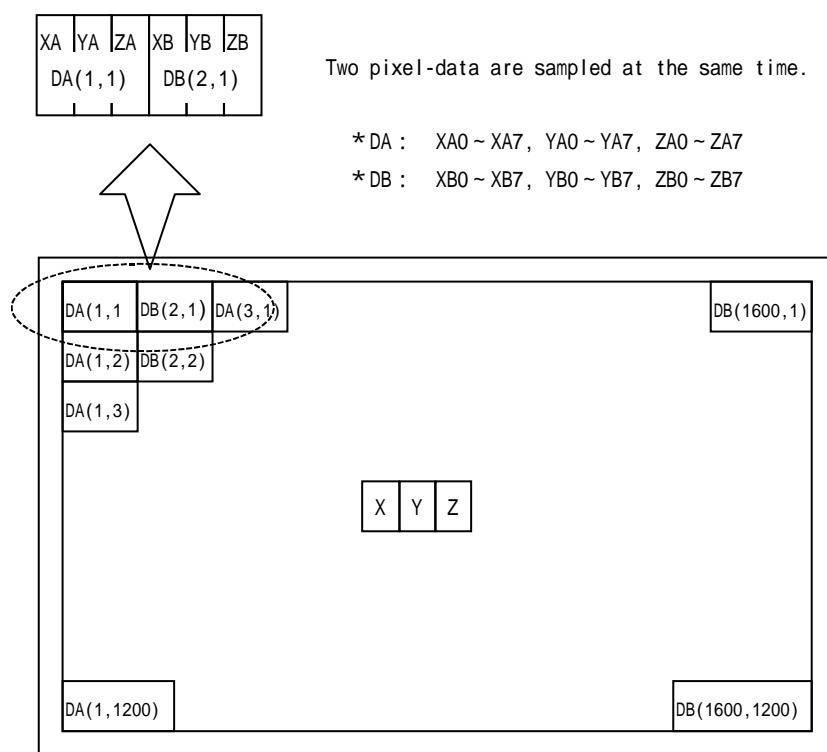 XA YA ZA XB YB ZB
DA(1,1) DB(2,1)
Two pixel-data are sampled at the same time.
*DA: XA0~XA7, YA0~YA7, ZA0~ZA7
*DB: XB0~XB7, YB0~YB7, ZB0~ZB7
DA(1,1 DB(2,1) DA(3,1) DB(1600,1)
DA(1,2) DB(2,2)
DA(1,3)
X Y Z
DA(1,1200) DB(1600,1200)